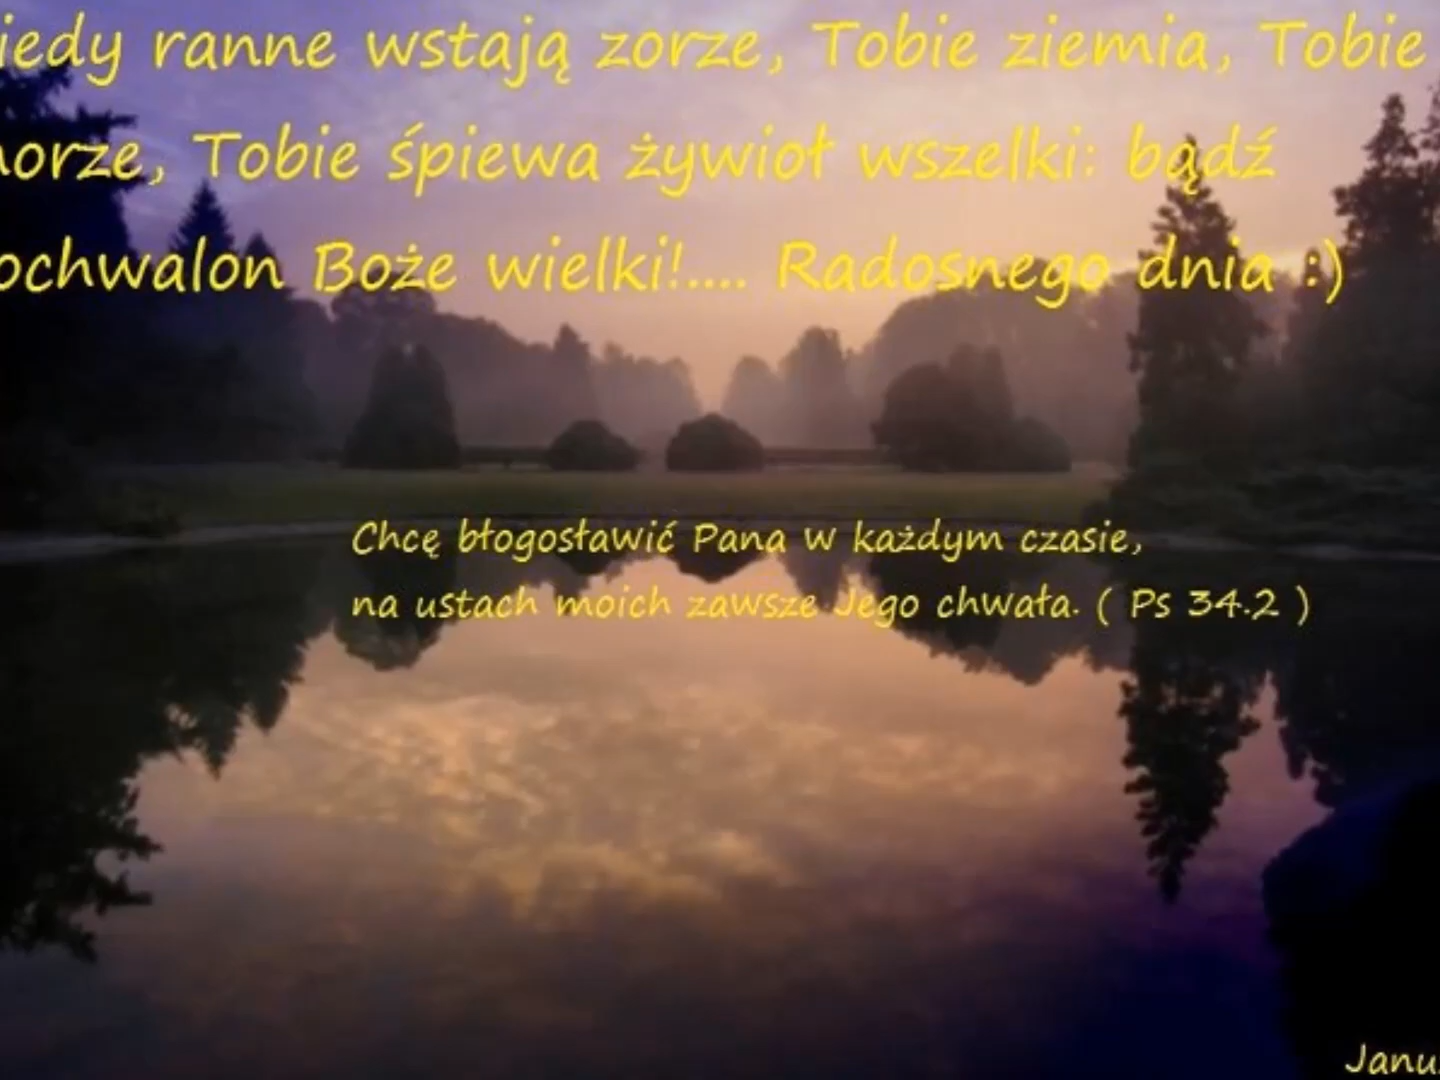 iedy ranne wstają zorze, Tobie ziemia, Tobie
orze, Tobie śpiewa żywioł wszelki: bądź
ochwalon Boże wielki!.... Radosnego dnia :)
Chcę błogosławić Pana w każdym czasie,
na ustach moich zawsze Jego chwała. ( Ps 34.2 )
Janu